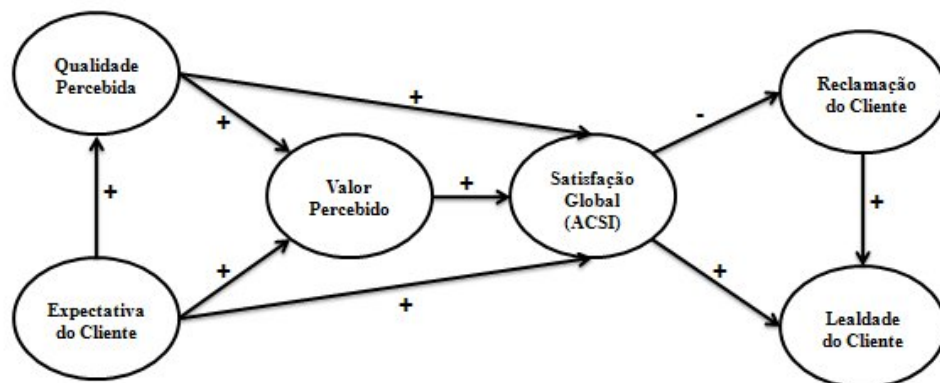 Qualidade
Percebida
+
+
+
Valor
Percebido
+
+
Expectativa
do Cliente
+
Satisfação
Global
(ACSI)
-
+
Reclamação
do Cliente
+
Lealdade
do Cliente